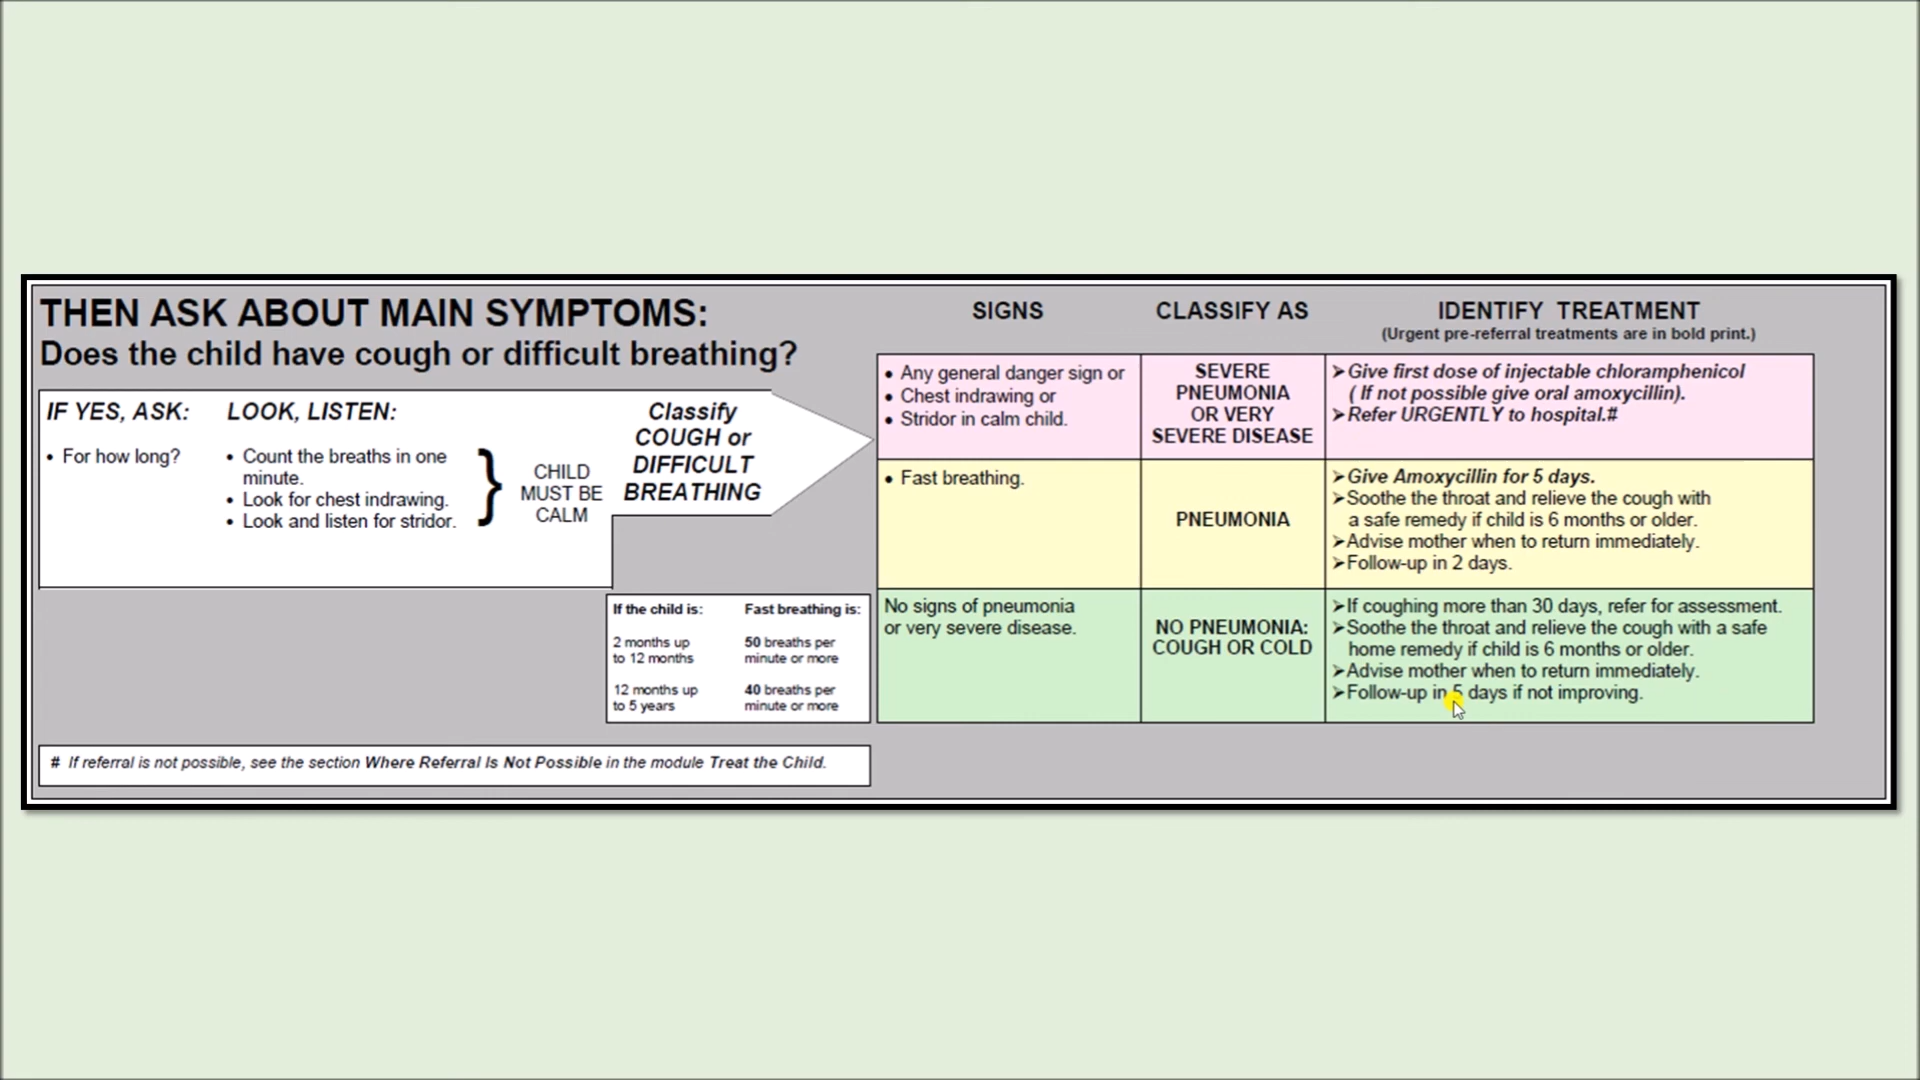 THEN ASK ABOUT MAIN SYMPTOMS:
Does the child have cough or difficult breathing?
IF YES, ASK:
• For how long?
LOOK, LISTEN:
• Count the breaths in one
minute.
• Look for chest indrawing.
• Look and listen for stridor.
}
CHILD
MUST BE
CALM
Classify
COUGH or
DIFFICULT
BREATHING
If the child is: Fast breathing is:
2 months up 50 breaths per
to 12 months minute or more
12 months up 40 breaths per
to 5 years minute or more
SIGNS CLASSIFY AS IDENTIFY TREATMENT
(Urgent pre-referral treatments are in bold print.)
• Any general danger sign or
• Chest indrawing or
• Stridor in calm child.
SEVERE
PNEUMONIA
OR VERY
SEVERE DISEASE
➢Give first dose of injectable chloramphenicol
( If not possible give oral amoxycillin).
➢Refer URGENTLY to hospital.#
• Fast breathing.
PNEUMONIA
➢Give Amoxycillin for 5 days.
➢Soothe the throat and relieve the cough with
a safe remedy if child is 6 months or older.
➢Advise mother when to return immediately.
➢Follow-up in 2 days.
No signs of pneumonia
or very severe disease.
NO PNEUMONIA:
COUGH OR COLD
➢If coughing more than 30 days, refer for assessment.
➢Soothe the throat and relieve the cough with a safe
home remedy if child is 6 months or older.
➢Advise mother when to return immediately.
➢Follow-up in 5 days if not improving.
# If referral is not possible, see the section Where Referral Is Not Possible in the module Treat the Child.